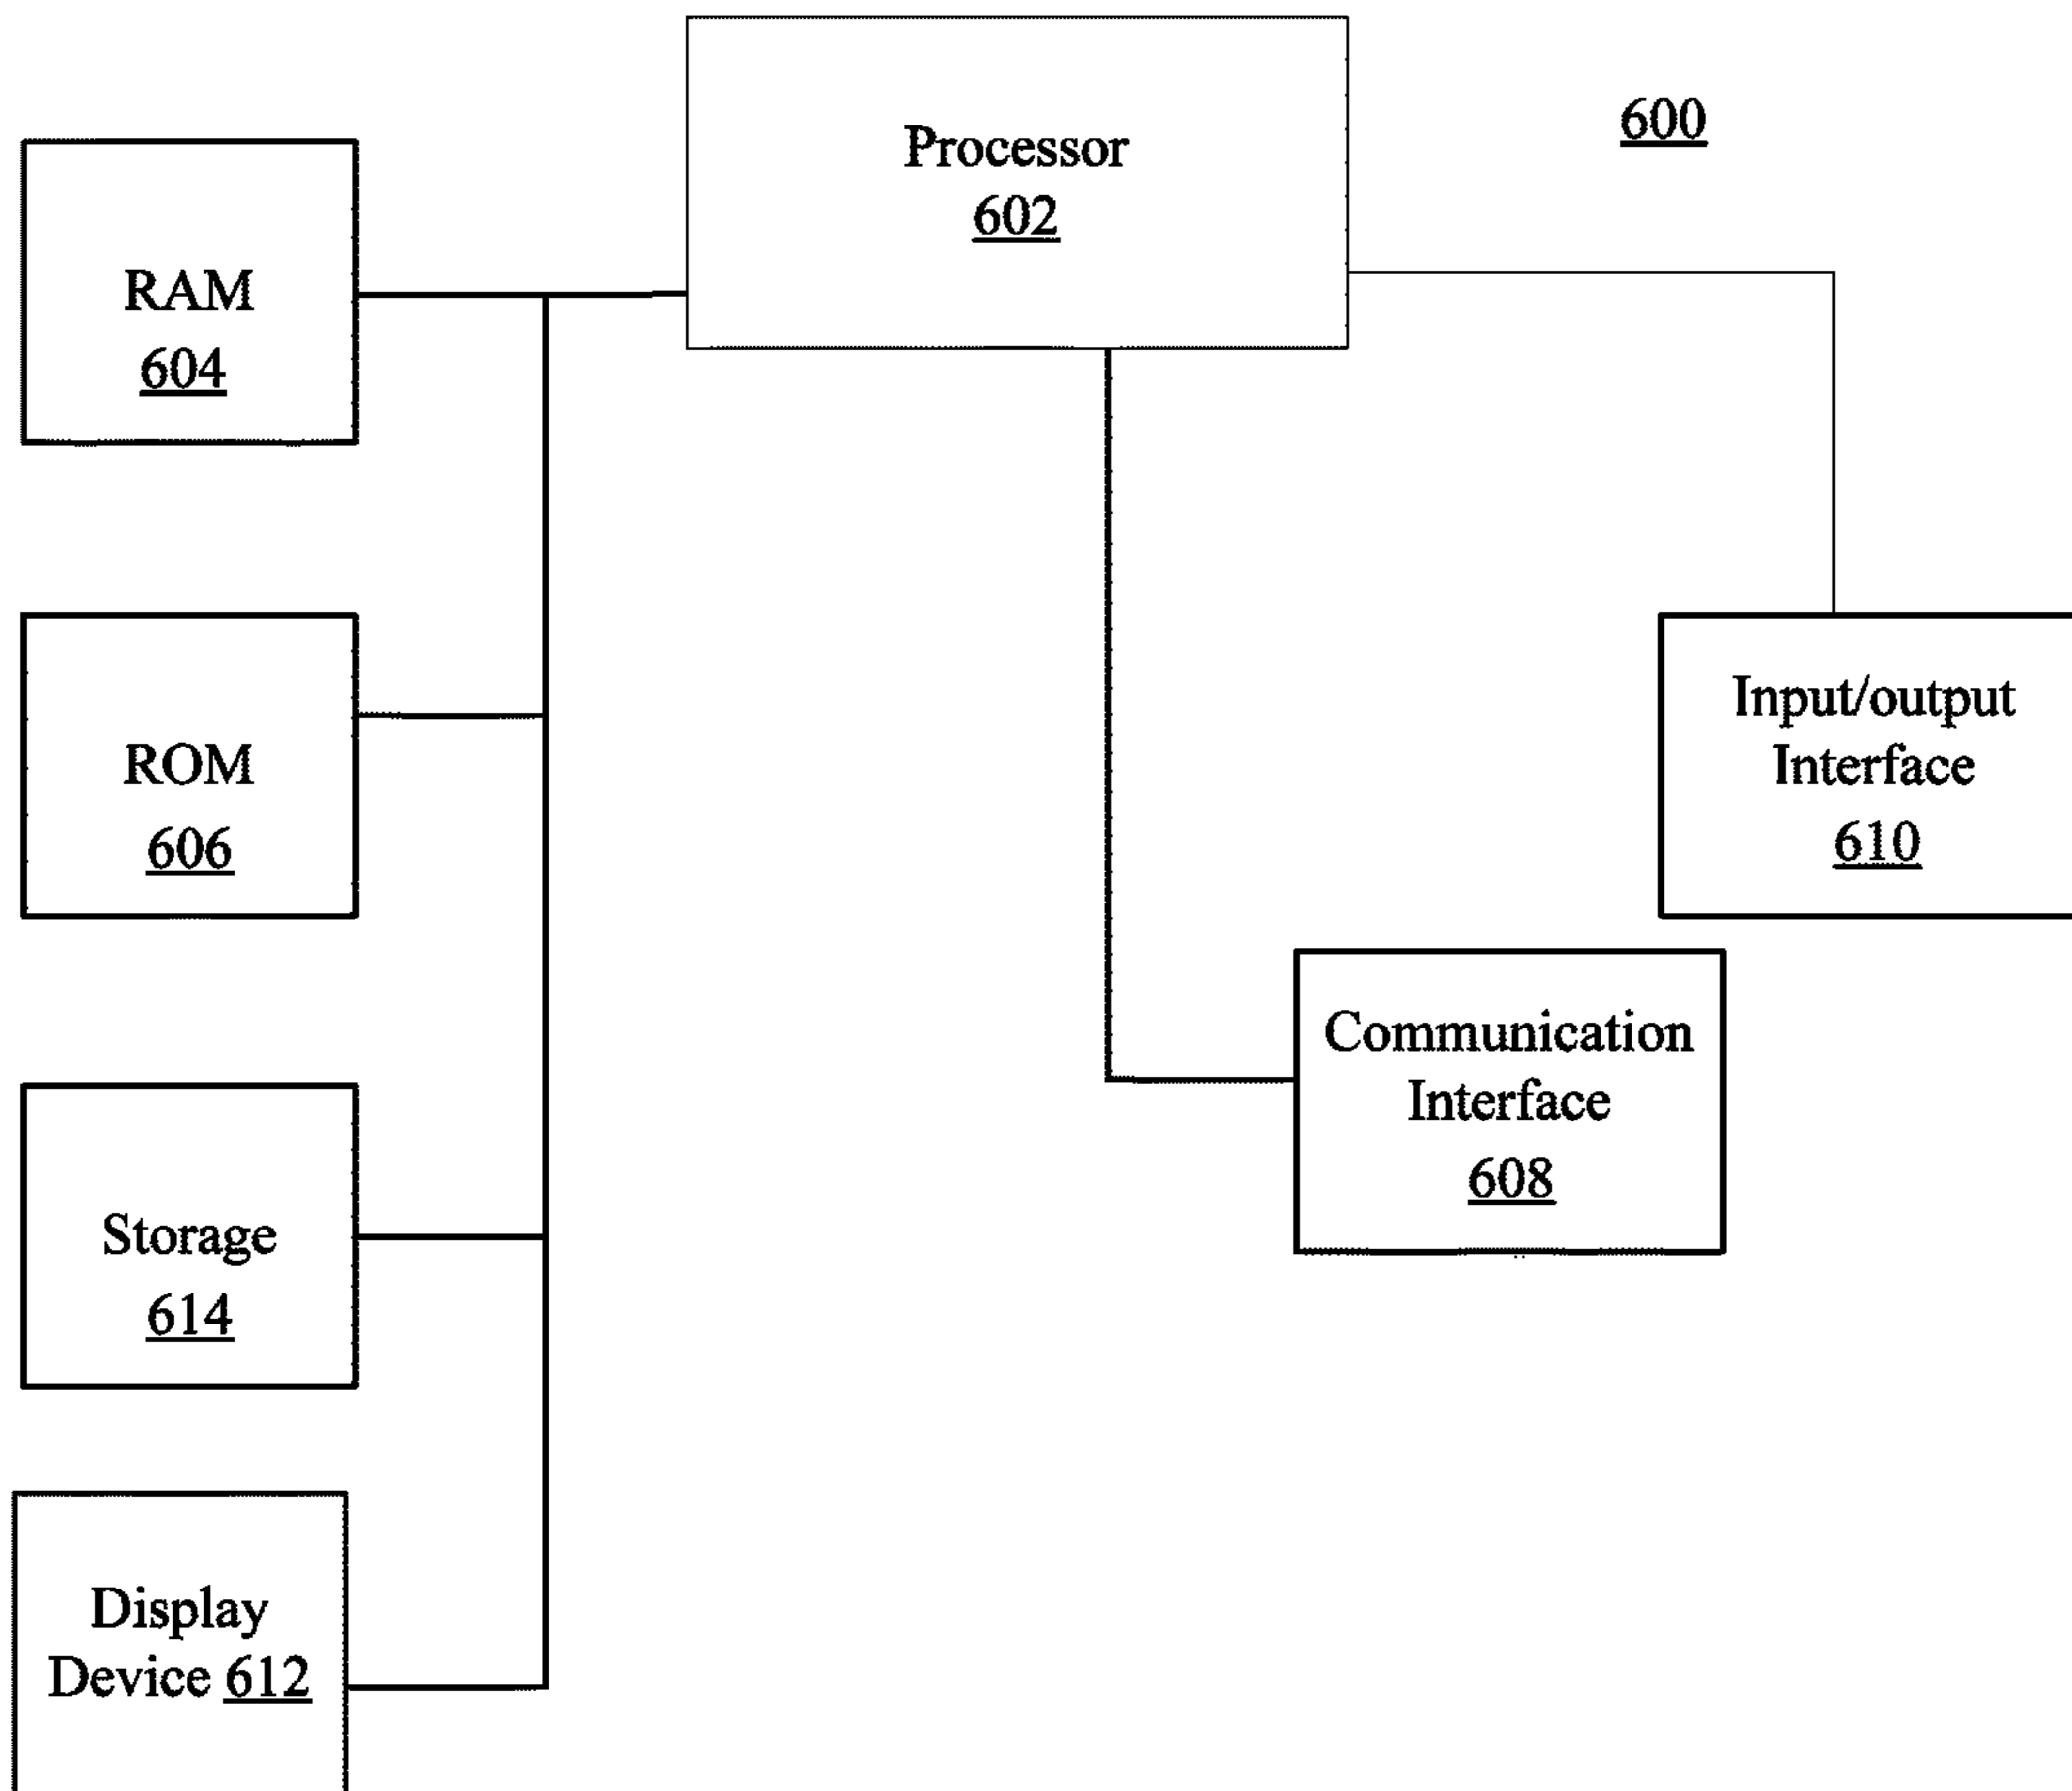 Processor
602
600
RAM
604
ROM
606
Input/output
Interface
610
Communication
Interface
608
Storage
614
Display
Device 612